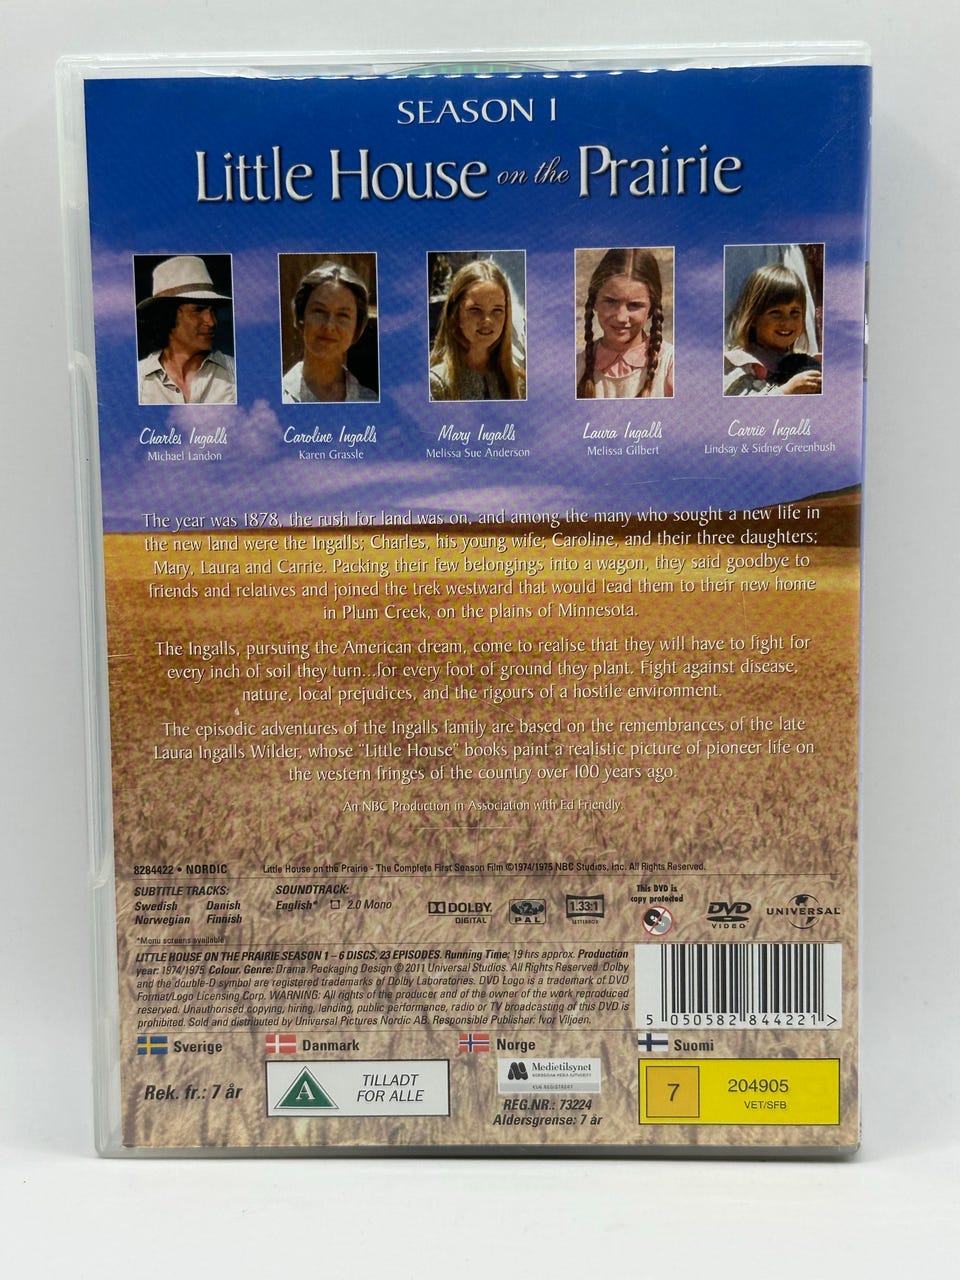 SEASON 1
Little House on the Prairie
Charles Ingalls
Michael Landon
Caroline Ingalls
Karen Grassle
Mary Ingalls
Melissa Sue Anderson
Laura Ingalls
Melissa Gilbert
Carrie Ingalls
Lindsay & Sidney Greenbush
The year was 1878, the rush for land was on, and among the many who sought a new life in
the new land were the Ingalls; Charles, his young wife; Caroline, and their three daughters;
Mary, Laura and Carrie. Packing their few belongings into a wagon, they said goodbye to
friends and relatives and joined the trek westward that would lead them to their new home
in Plum Creek, on the plains of Minnesota.
The Ingalls, pursuing the American dream, come to realise that they will have to fight for
every inch of soil they turn...for every foot of ground they plant. Fight against disease,
nature, local prejudices, and the rigours of a hostile environment.
The episodic adventures of the Ingalls family are based on the remembrances of the late
Laura Ingalls Wilder, whose "Little House" books paint a realistic picture of pioneer life on
the western fringes of the country over 100 years ago.
An NBC Production in Association with Ed Friendly.
8284422 • NORDIC
Little House on the Prairie - The Complete First Season Film ©1974/1975 NBC Studios, Inc. All Rights Reserved.
SUBTITLE TRACKS:
Swedish Danish
Norwegian Finnish
*Menu screens available
SOUNDTRACK:
English* 2.0 Mono
DOLBY
DIGITAL
PAL
1.33:1
LETTERBOX
This DVD is
copy protected
DVD
VIDEO
UNIVERSAL
LITTLE HOUSE ON THE PRAIRIE SEASON 1 – 6 DISCS, 23 EPISODES. Running Time: 19 hrs approx. Production
year: 1974/1975. Colour. Genre: Drama. Packaging Design © 2011 Universal Studios. All Rights Reserved. Dolby
and the double-D symbol are registered trademarks of Dolby Laboratories. DVD Logo is a trademark of DVD
Format/Logo Licensing Corp. WARNING: All rights of the producer and of the owner of the work reproduced
reserved. Unauthorised copying, hiring, lending, public performance, radio or TV broadcasting of this DVD is
prohibited. Sold and distributed by Universal Pictures Nordic AB. Responsible Publisher: Ivor Viljoen.
5 050582 844221 >
Sverige
Rek. fr.: 7 år
Danmark
A
TILLADT
FOR ALLE
Norge
Medietilsynet
NORWEGIAN MEDIA AUTHORITY
KUN REGISTRERT
REG.NR.: 73224
Aldersgrense: 7 år
Suomi
7
204905
VET/SFB